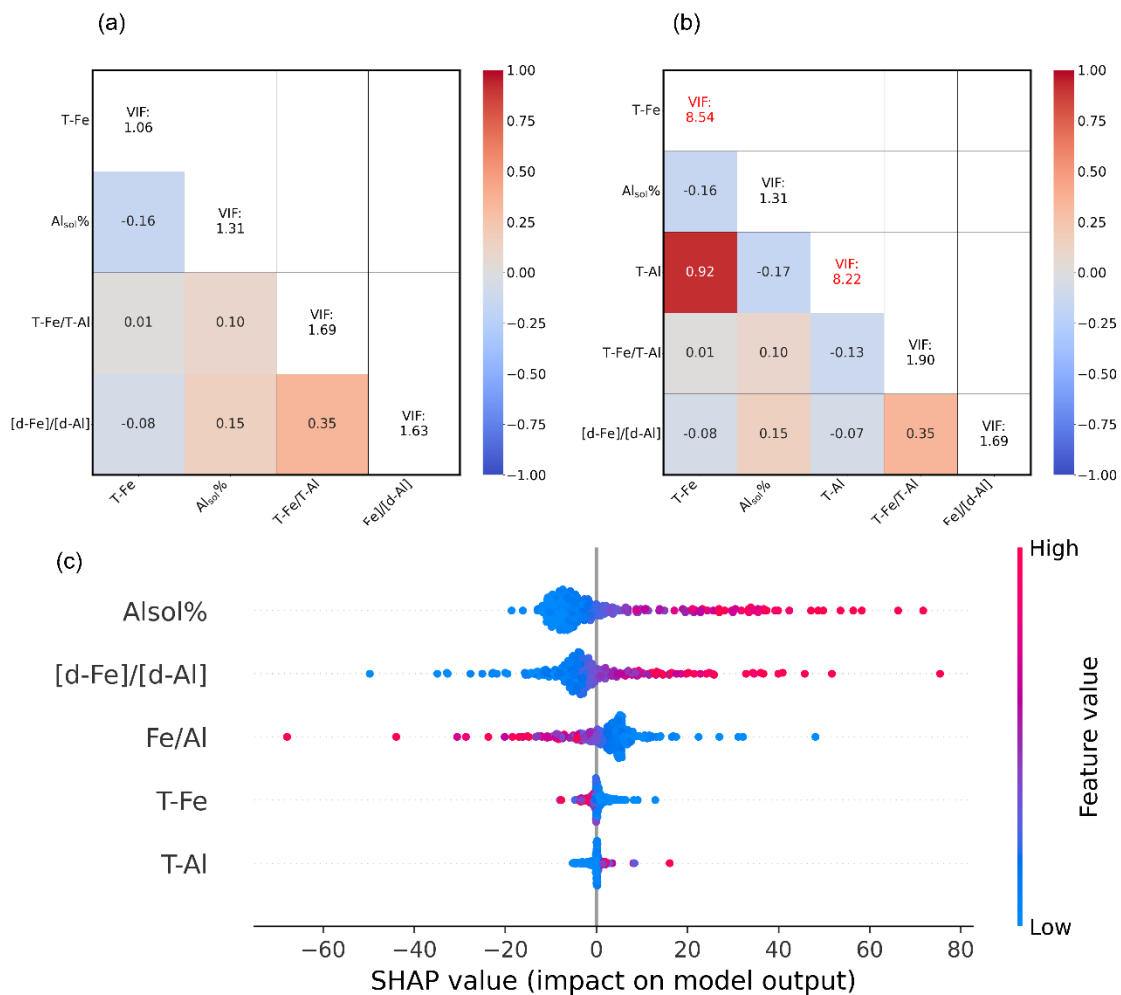 (a)
T-Fe
Alsol%
T-Fe/T-Al
[d-Fe]/[d-Al]
VIF:
1.06
-0.16
VIF:
1.31
0.01
0.10
VIF:
1.69
-0.08
0.15
0.35
VIF:
1.63
T-Fe
Alsol%
T-Fe/T-Al
Fe]/[d-Al]
1.00
0.75
0.50
0.25
0.00
−0.25
−0.50
−0.75
−1.00
(b)
T-Fe
Alsol%
T-Al
T-Fe/T-Al
[d-Fe]/[d-Al]
VIF:
8.54
-0.16
VIF:
1.31
0.92
-0.17
VIF:
8.22
0.01
0.10
-0.13
VIF:
1.90
-0.08
0.15
-0.07
0.35
VIF:
1.69
T-Fe
Alsol%
T-Al
T-Fe/T-Al
Fe]/[d-Al]
1.00
0.75
0.50
0.25
0.00
−0.25
−0.50
−0.75
−1.00
(c)
Alsol%
[d-Fe]/[d-Al]
Fe/Al
T-Fe
T-Al
−60
−40
−20
0
20
40
60
80
SHAP value (impact on model output)
High
Feature value
Low